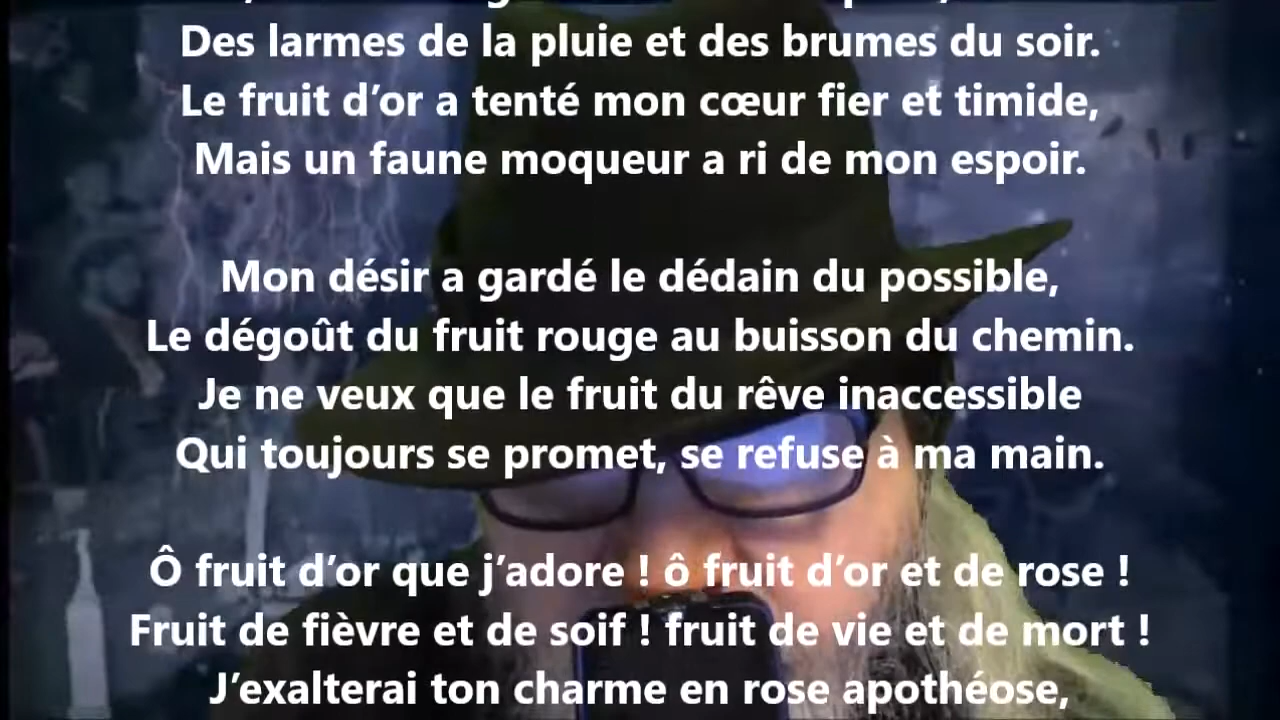 Des larmes de la pluie et des brumes du soir.
Le fruit d’or a tenté mon cœur fier et timide,
Mais un faune moqueur a ri de mon espoir.
Mon désir a gardé le dédain du possible,
Le dégoût du fruit rouge au buisson du chemin.
Je ne veux que le fruit du rêve inaccessible
Qui toujours se promet, se refuse à ma main.
Ô fruit d’or que j’adore ! ô fruit d’or et de rose !
Fruit de fièvre et de soif ! fruit de vie et de mort !
J’exalterai ton charme en rose apothéose,